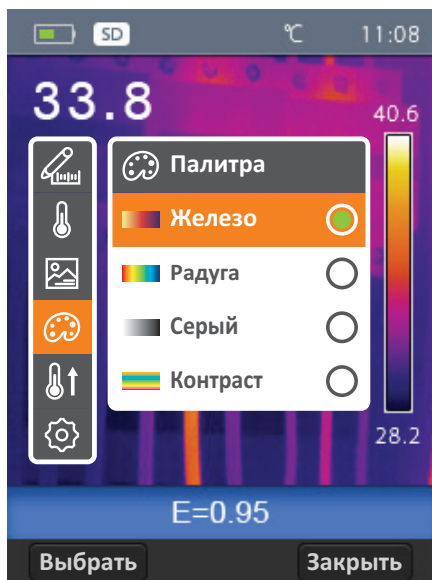 SD °C 11:08
33.8
40.6
Палитра
Железо
Радуга
Серый
Контраст
28.2
E=0.95
Выбрать Закрыть